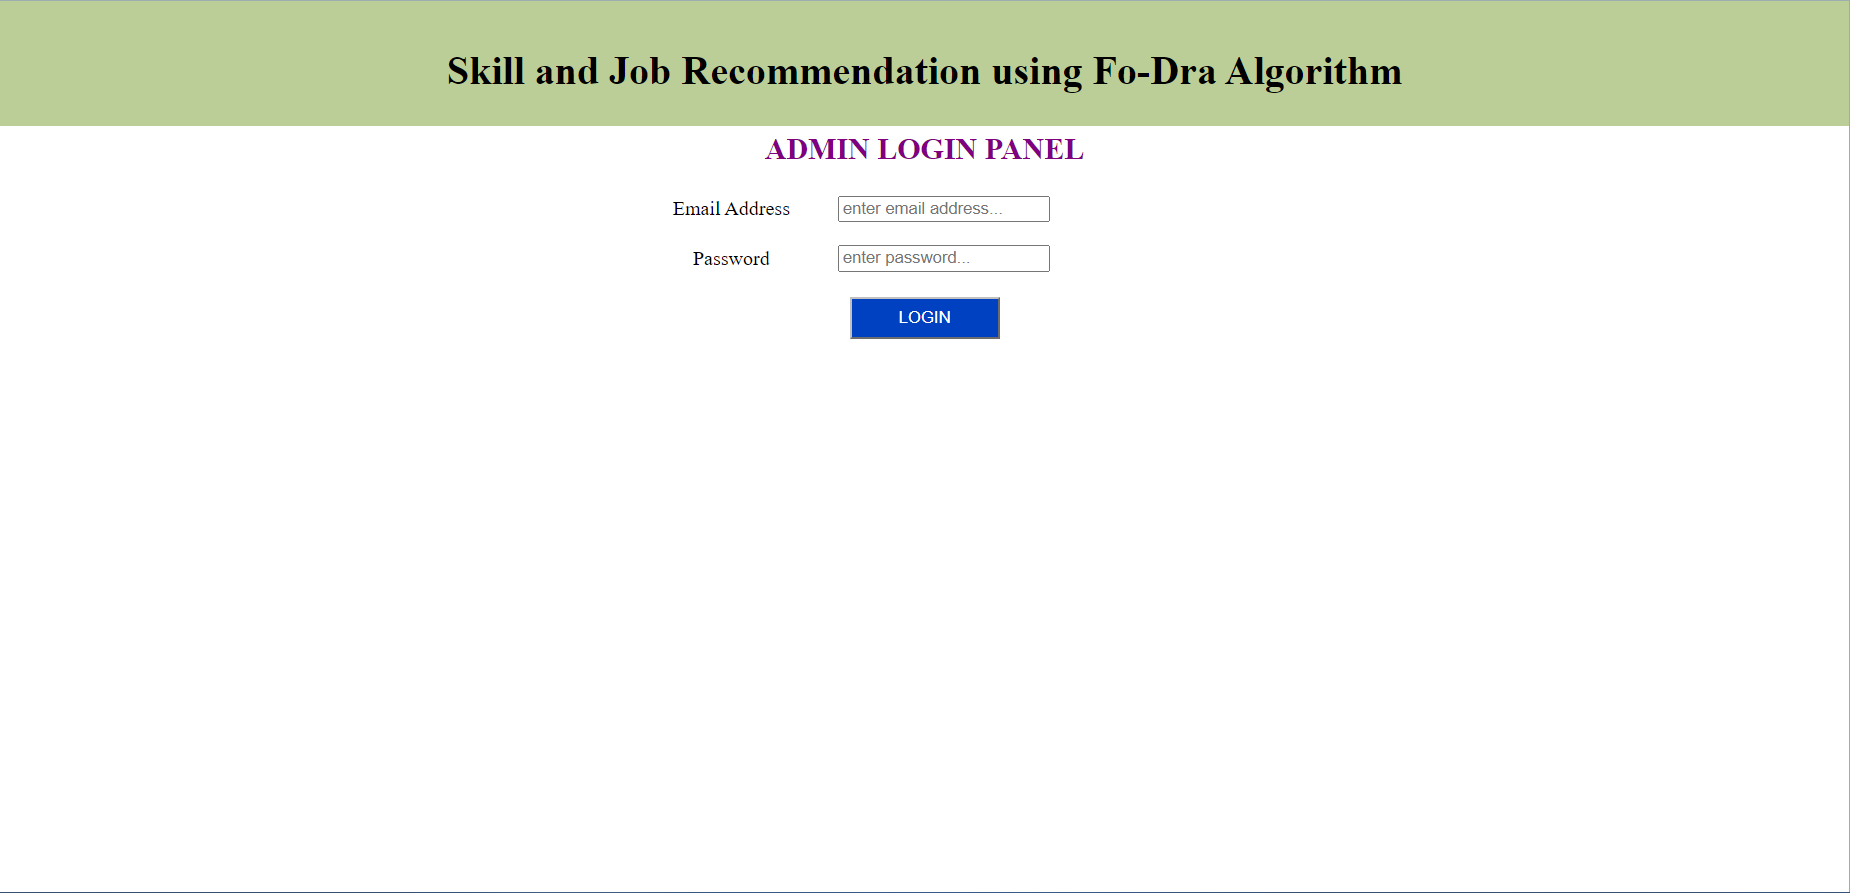 Skill and Job Recommendation using Fo-Dra Algorithm
ADMIN LOGIN PANEL
Email Address enter email address...
Password enter password...
LOGIN